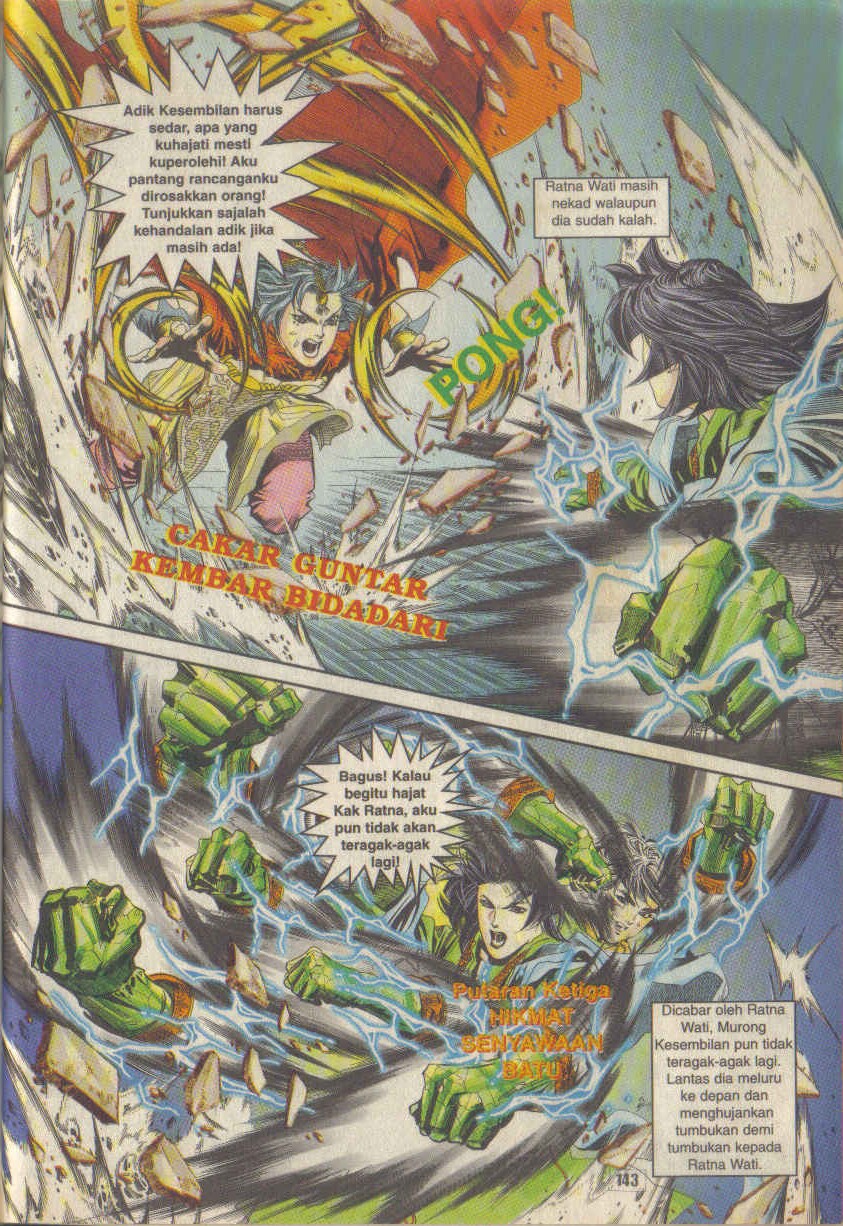 Adik Kesembilan harus
sedar, apa yang
kuhajati mesti
kuperolehi! Aku
pantang rancanganku
dirosakkan orang!
Tunjukkan sajalah
kehandalan adik jika
masih ada!
Ratna Wati masih
nekad walaupun
dia sudah kalah.
PONG!
CAKAR GUNTAR
KEMBAR BIDADARI
Bagus! Kalau
begitu hajat
Kak Ratna, aku
pun tidak akan
teragak-agak
lagi!
Putaran Ketiga
HIKMAT
SENYAWAAN
BATU
Dicabar oleh Ratna
Wati, Murong
Kesembilan pun tidak
teragak-agak lagi.
Lantas dia meluru
ke depan dan
menghujankan
tumbukan demi
tumbukan kepada
Ratna Wati.
143